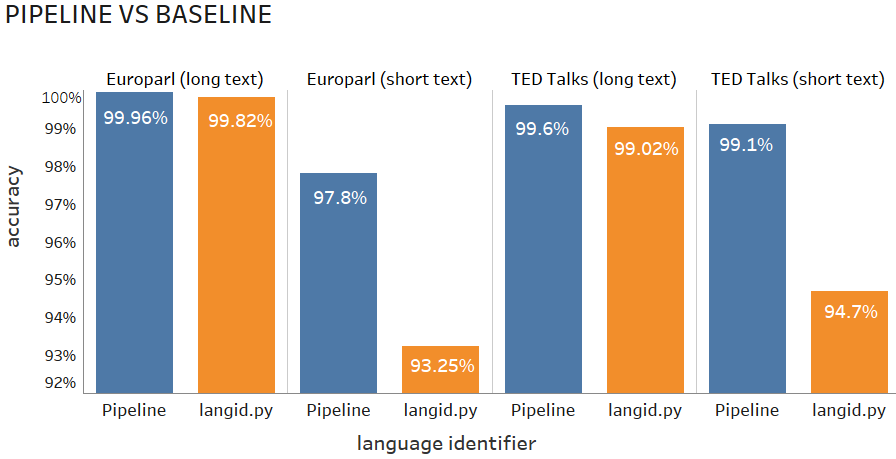 PIPELINE VS BASELINE
Europarl (long text) Europarl (short text) TED Talks (long text) TED Talks (short text)
100%
99%
98%
97%
96%
95%
94%
93%
92%
accuracy
99.96% 99.82% 97.8% 93.25% 99.6% 99.02% 99.1% 94.7%
Pipeline langid.py Pipeline langid.py Pipeline langid.py Pipeline langid.py
language identifier